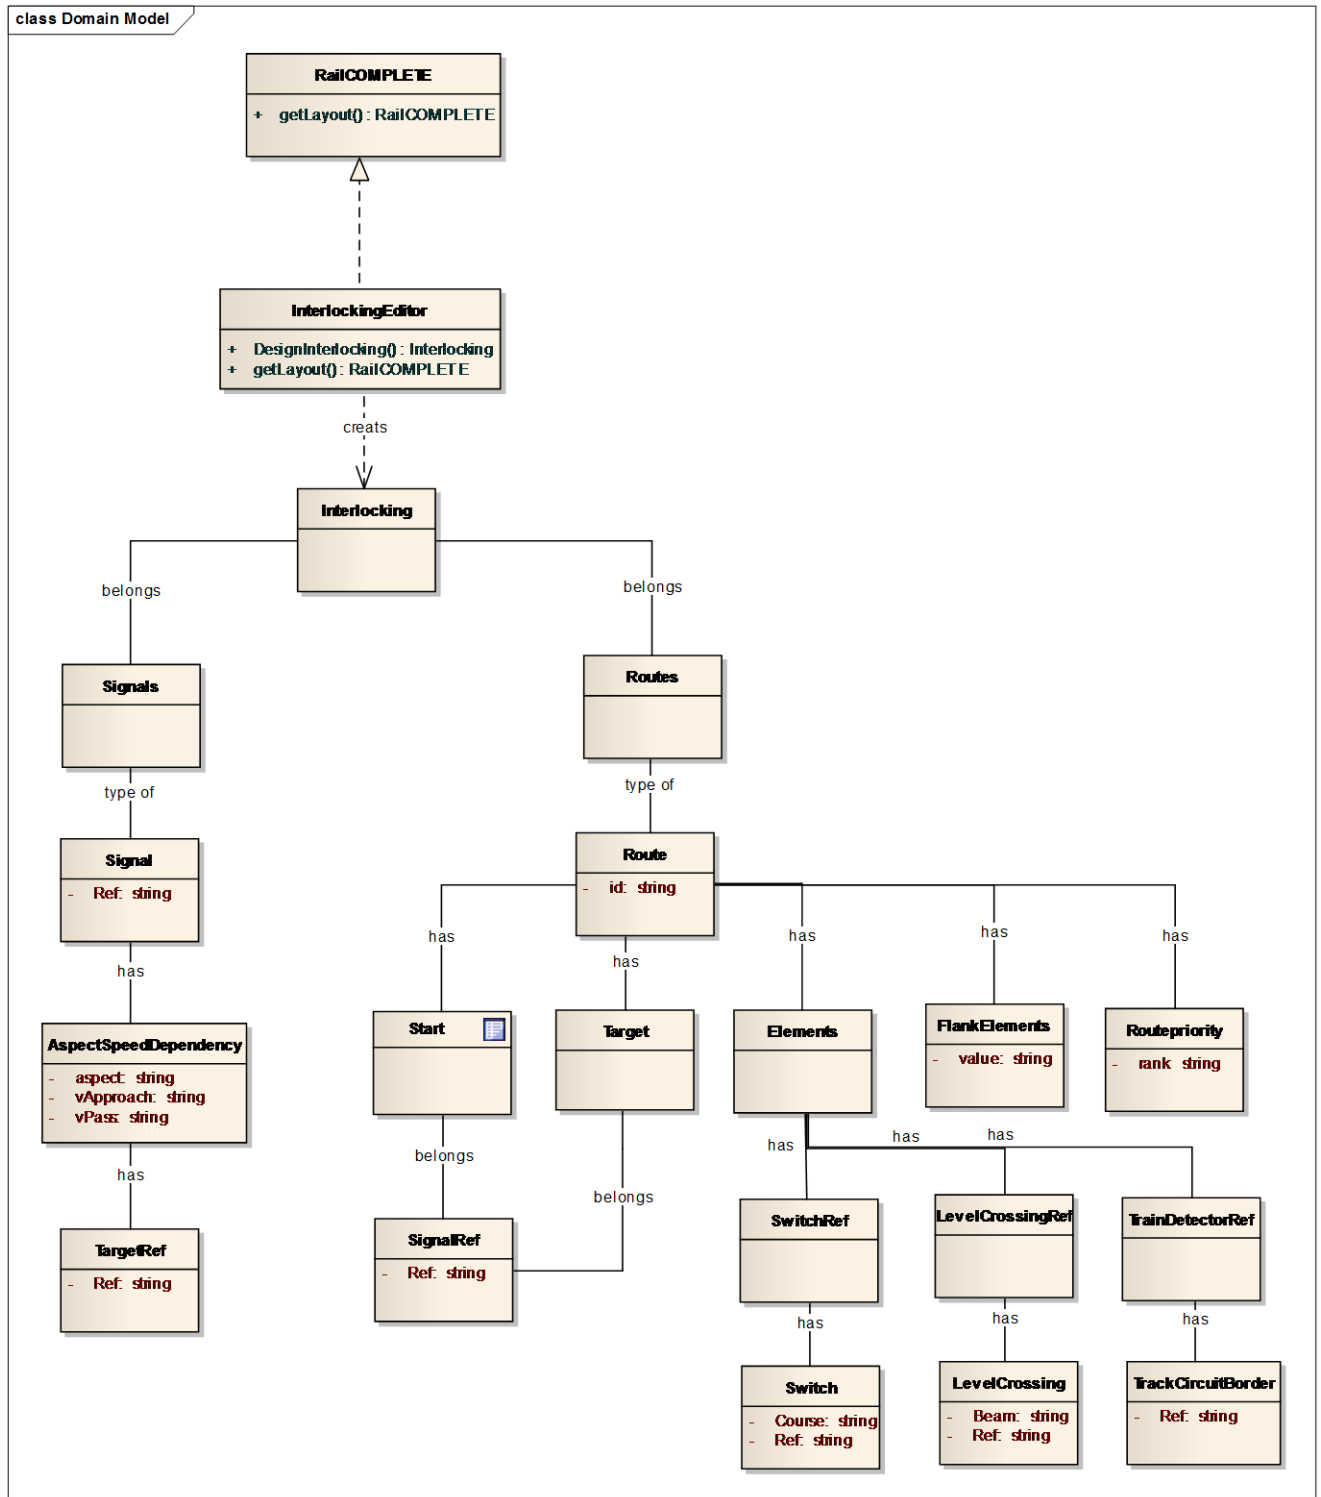 class Domain Model
RailCOMPLETE
+ getLayout() : RailCOMPLETE
InterlockingEditor
+ DesignInterlocking() : Interlocking
+ getLayout() : RailCOMPLETE
creats
Interlocking
belongs
belongs
Signals
Routes
type of
type of
Signal
- Ref: string
Route
- id: string
has
has
has
has
has
has
AspectSpeedDependency
- aspect: string
- vApproach: string
- vPass: string
Start
Target
Elements
FlankElements
- value: string
Routepriority
- rank string
has
belongs
belongs
has
has
has
TargetRef
- Ref: string
SignalRef
- Ref: string
SwitchRef
LevelCrossingRef
TrainDetectorRef
has
has
has
Switch
- Course: string
- Ref: string
LevelCrossing
- Beam: string
- Ref: string
TrackCircuitBorder
- Ref: string